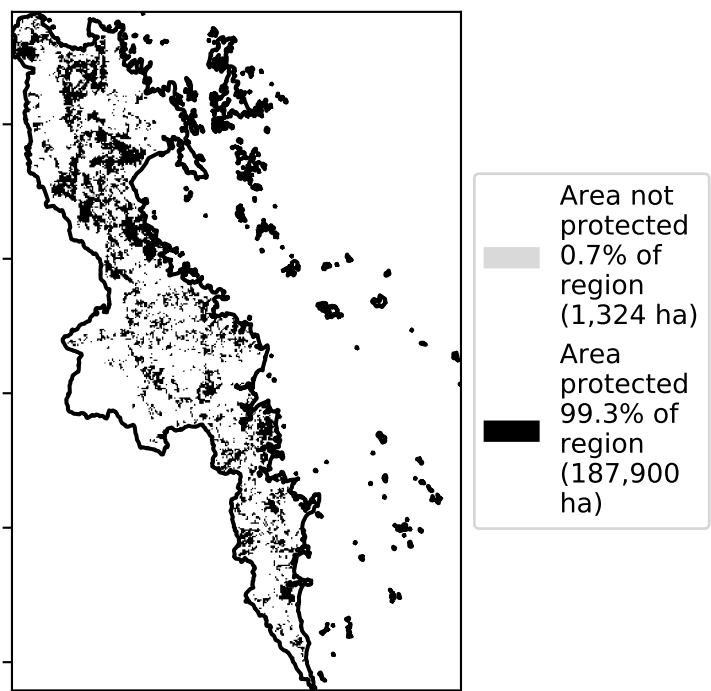 Area not
protected
0.7% of
region
(1,324 ha)
Area
protected
99.3% of
region
(187,900
ha)